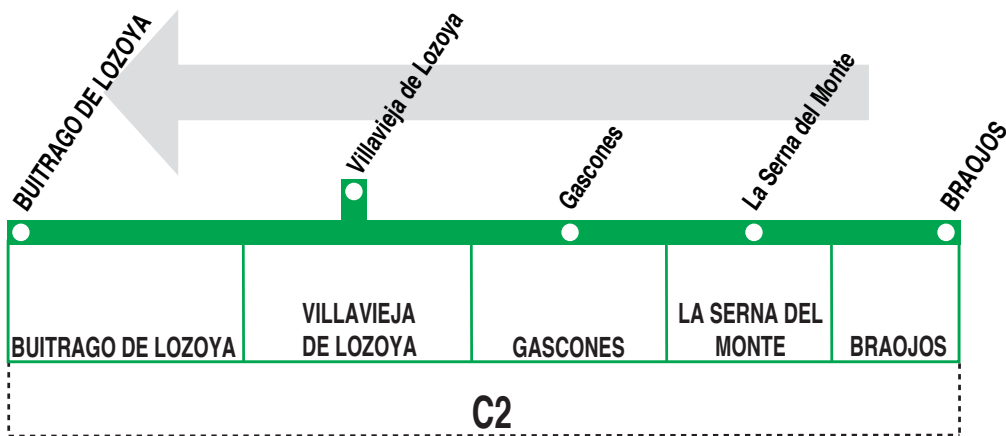 BUITRAGO DE LOZOYA
Villavieja de Lozoya
Gascones
La Serna del Monte
BRAOJOS
BUITRAGO DE LOZOYA
VILLAVIEJA
DE LOZOYA
GASCONES
LA SERNA DEL
MONTE
BRAOJOS
C2